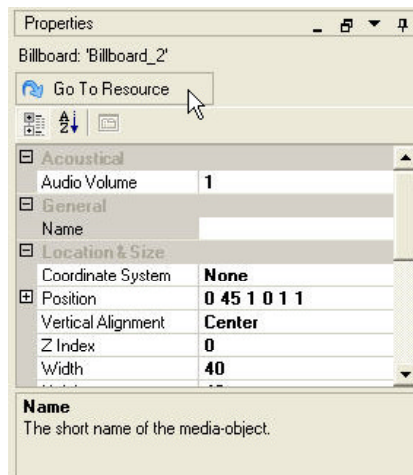 Properties
Billboard: 'Billboard_2'
Go To Resource
Acoustical
Audio Volume 1
General
Name
Location & Size
Coordinate System None
Position 0 45 1 0 1 1
Vertical Alignment Center
Z Index 0
Width 40
Name
The short name of the media-object.